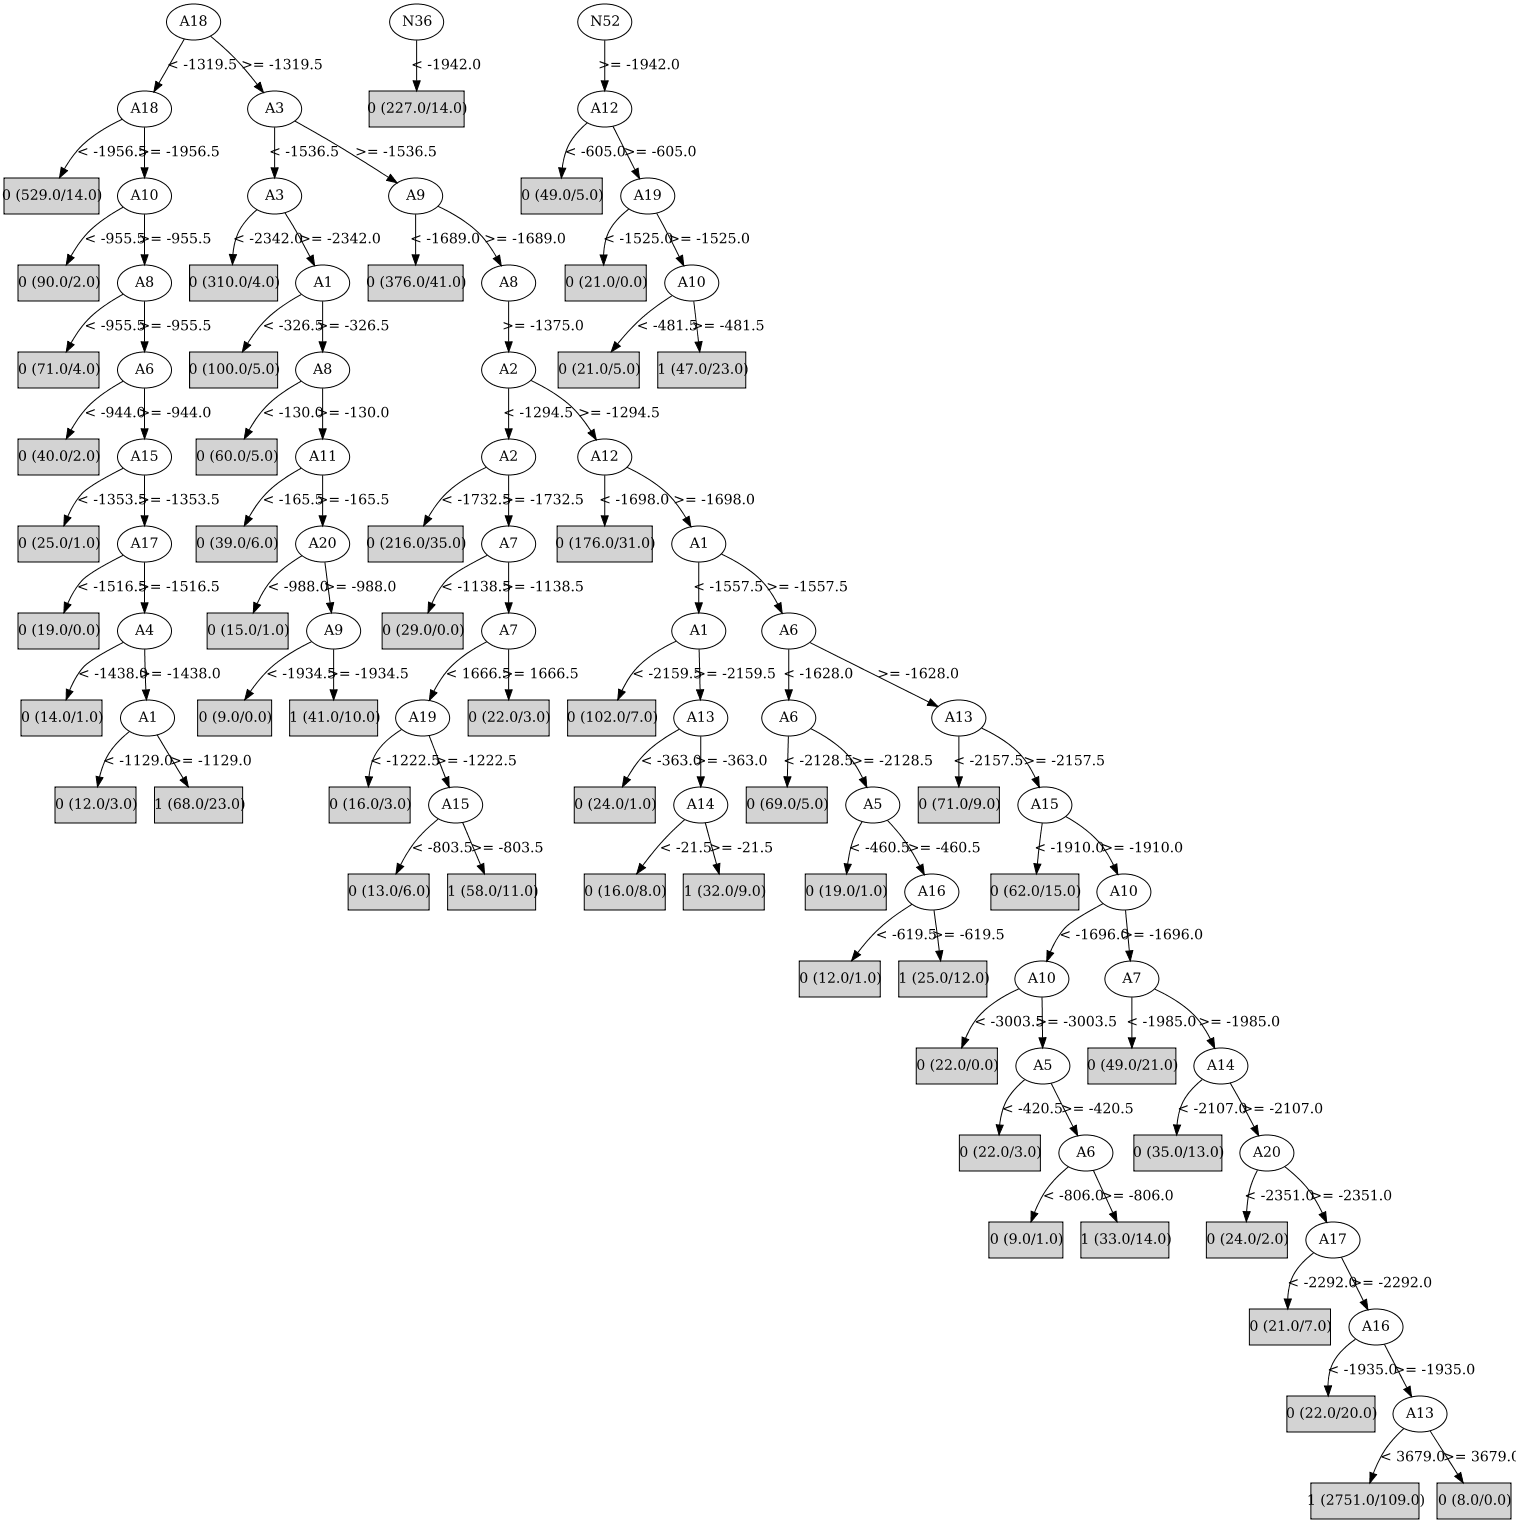 A18 N36 N52
< -1319.5 >= -1319.5 < -1942.0 >= -1942.0
A18 A3 0 (227.0/14.0) A12
< -1956.5 >= -1956.5 < -1536.5 >= -1536.5 < -605.0 >= -605.0
0 (529.0/14.0) A10 A3 A9 0 (49.0/5.0) A19
< -955.5 >= -955.5 < -2342.0 >= -2342.0 < -1689.0 >= -1689.0 < -1525.0 >= -1525.0
0 (90.0/2.0) A8 0 (310.0/4.0) A1 0 (376.0/41.0) A8 0 (21.0/0.0) A10
< -955.5 >= -955.5 < -326.5 >= -326.5 >= -1375.0 < -481.5 >= -481.5
0 (71.0/4.0) A6 0 (100.0/5.0) A8 A2 0 (21.0/5.0) 1 (47.0/23.0)
< -944.0 >= -944.0 < -130.0 >= -130.0 < -1294.5 >= -1294.5
0 (40.0/2.0) A15 0 (60.0/5.0) A11 A2 A12
< -1353.5 >= -1353.5 < -165.5 >= -165.5 < -1732.5 >= -1732.5 < -1698.0 >= -1698.0
0 (25.0/1.0) A17 0 (39.0/6.0) A20 0 (216.0/35.0) A7 0 (176.0/31.0) A1
< -1516.5 >= -1516.5 < -988.0 >= -988.0 < -1138.5 >= -1138.5 < -1557.5 >= -1557.5
0 (19.0/0.0) A4 0 (15.0/1.0) A9 0 (29.0/0.0) A7 A1 A6
< -1438.0 >= -1438.0 < -1934.5 >= -1934.5 < 1666.5 >= 1666.5 < -2159.5 >= -2159.5 < -1628.0 >= -1628.0
0 (14.0/1.0) A1 0 (9.0/0.0) 1 (41.0/10.0) A19 0 (22.0/3.0) 0 (102.0/7.0) A13 A6 A13
< -1129.0 >= -1129.0 < -1222.5 >= -1222.5 < -363.0 >= -363.0 < -2128.5 >= -2128.5 < -2157.5 >= -2157.5
0 (12.0/3.0) 1 (68.0/23.0) 0 (16.0/3.0) A15 0 (24.0/1.0) A14 0 (69.0/5.0) A5 0 (71.0/9.0) A15
< -803.5 >= -803.5 < -21.5 >= -21.5 < -460.5 >= -460.5 < -1910.0 >= -1910.0
0 (13.0/6.0) 1 (58.0/11.0) 0 (16.0/8.0) 1 (32.0/9.0) 0 (19.0/1.0) A16 0 (62.0/15.0) A10
< -619.5 >= -619.5 < -1696.0 >= -1696.0
0 (12.0/1.0) 1 (25.0/12.0) A10 A7
< -3003.5 >= -3003.5 < -1985.0 >= -1985.0
0 (22.0/0.0) A5 0 (49.0/21.0) A14
< -420.5 >= -420.5 < -2107.0 >= -2107.0
0 (22.0/3.0) A6 0 (35.0/13.0) A20
< -806.0 >= -806.0 < -2351.0 >= -2351.0
0 (9.0/1.0) 1 (33.0/14.0) 0 (24.0/2.0) A17
< -2292.0 >= -2292.0
0 (21.0/7.0) A16
< -1935.0 >= -1935.0
0 (22.0/20.0) A13
< 3679.0 >= 3679.0
1 (2751.0/109.0) 0 (8.0/0.0)